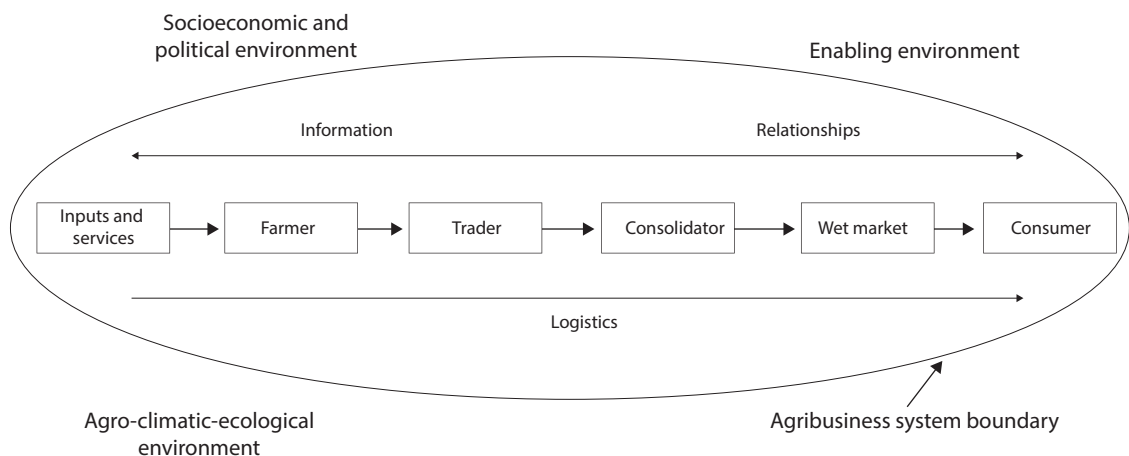 Socioeconomic and
political environment
Enabling environment
Information
Relationships
Inputs and
services
Farmer
Trader
Consolidator
Wet market
Consumer
Logistics
Agro-climatic-ecological
environment
Agribusiness system boundary